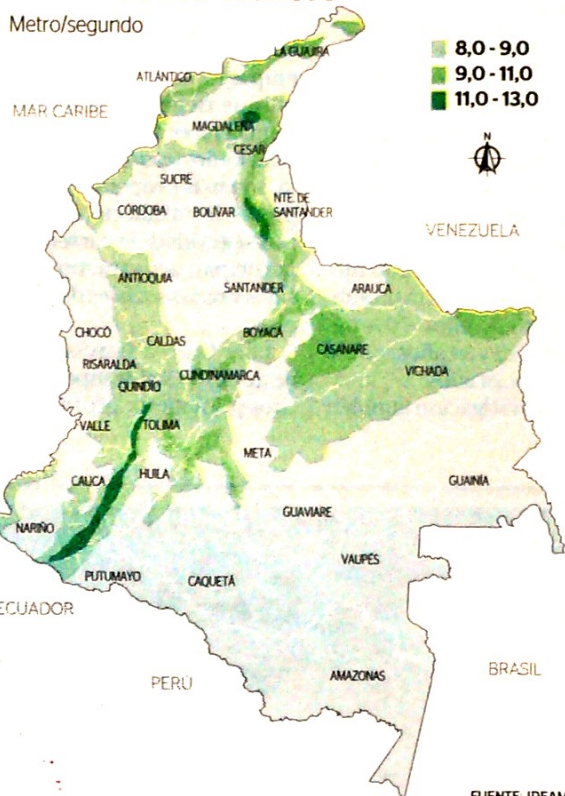 Metro/segundo
8,0 - 9,0
9,0 - 11,0
11,0 - 13,0
N
LA GUAJIRA
ATLÁNTICO
MAR CARIBE
MAGDALENA
CESAR
SUCRE
NTE. DE
SANTANDER
CÓRDOBA
BOLÍVAR
VENEZUELA
ANTIOQUIA
SANTANDER
ARAUCA
CHOCÓ
CALDAS
BOYACÁ
CASANARE
RISARALDA
CUNDINAMARCA
VICHADA
QUINDÍO
VALLE
TOLIMA
META
HUILA
CAUCA
GUAINÍA
GUAVIARE
NARIÑO
VAUPÉS
PUTUMAYO
CAQUETÁ
ECUADOR
AMAZONAS
PERÚ
BRASIL
FUENTE: IDEAM